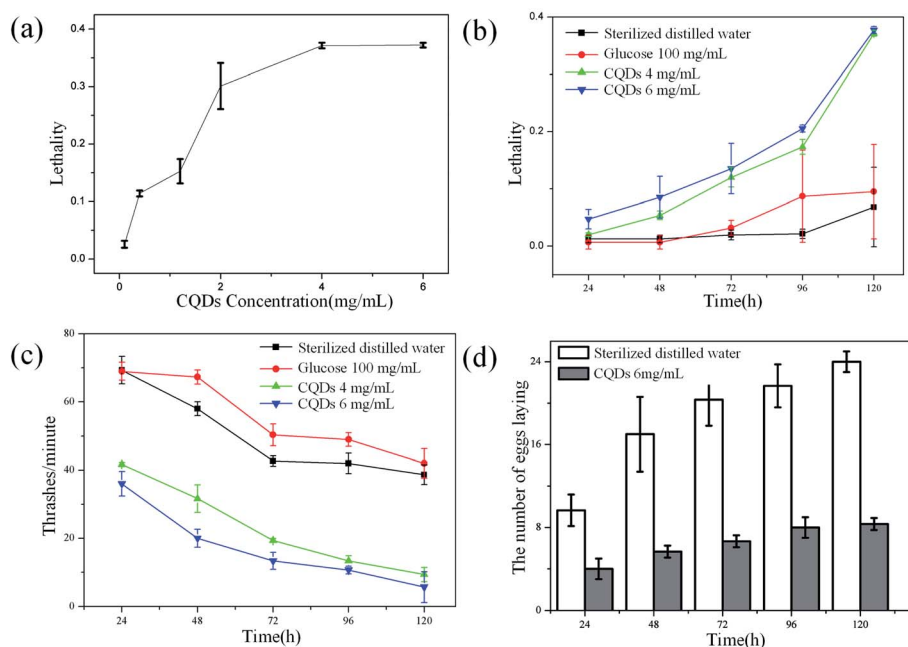 (a)
0.4
0.3
0.2
0.1
0.0
Lethality
0
2
4
6
CQDs Concentration(mg/mL)
(b)
Sterilized distilled water
Glucose 100 mg/mL
CQDs 4 mg/mL
CQDs 6 mg/mL
0.4
0.2
0.0
Lethality
24
48
72
96
120
Time(h)
(c)
Sterilized distilled water
Glucose 100 mg/mL
CQDs 4 mg/mL
CQDs 6 mg/mL
80
60
40
20
0
Thrashes/minute
24
48
72
96
120
Time(h)
(d)
Sterilized distilled water
CQDs 6mg/mL
24
16
8
0
The number of eggs laying
24
48
72
96
120
Time(h)